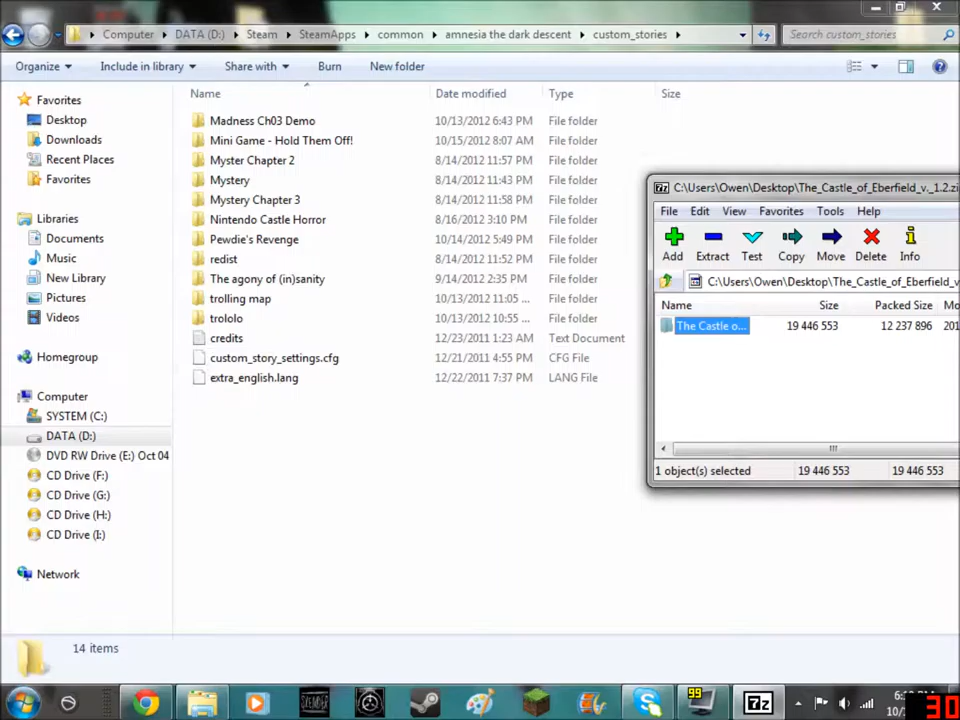 Computer DATA (D:) Steam SteamApps common amnesia the dark descent custom_stories Search custom_stories
Organize Include in library Share with Burn New folder
Name Date modified Type Size
Favorites
Desktop
Downloads
Recent Places
Favorites
Libraries
Documents
Music
New Library
Pictures
Videos
Homegroup
Computer
SYSTEM (C:)
DATA (D:)
DVD RW Drive (E:) Oct 04
CD Drive (F:)
CD Drive (G:)
CD Drive (H:)
CD Drive (I:)
Network
Madness Ch03 Demo 10/13/2012 6:43 PM File folder
Mini Game - Hold Them Off! 10/15/2012 8:07 AM File folder
Myster Chapter 2 8/14/2012 11:57 PM File folder
Mystery 8/14/2012 11:57 PM File folder
Mystery Chapter 3 8/14/2012 11:58 PM File folder
Nintendo Castle Horror 8/16/2012 3:10 PM File folder
Pewdie's Revenge 10/14/2012 5:49 PM File folder
redist 8/14/2012 11:52 PM File folder
The agony of (in)sanity 9/14/2012 2:35 PM File folder
trolling map 10/13/2012 11:05 ... File folder
trololo 10/13/2012 10:55 ... File folder
credits 12/23/2011 1:23 AM Text Document
custom_story_settings.cfg 12/21/2011 4:55 PM CFG File
extra_english.lang 12/22/2011 7:37 PM LANG File
7z C:\Users\Owen\Desktop\The_Castle_of_Eberfield_v._1.2.zi
File Edit View Favorites Tools Help
Add Extract Test Copy Move Delete Info
C:\Users\Owen\Desktop\The_Castle_of_Eberfield_v
Name Size Packed Size Mo
The Castle o... 19 446 553 12 237 896 201
1 object(s) selected 19 446 553 19 446 553
14 items
SLENDER
99
7z
30